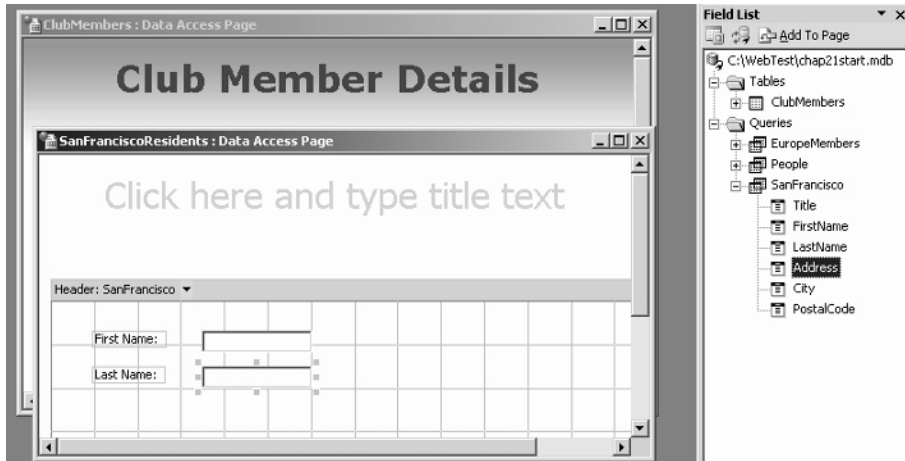 ClubMembers : Data Access Page
Club Member Details
SanFranciscoResidents : Data Access Page
Click here and type title text
Header: SanFrancisco
First Name:
Last Name:
Field List
Add To Page
C:\WebTest\chap21start.mdb
Tables
ClubMembers
Queries
EuropeMembers
People
SanFrancisco
Title
FirstName
LastName
Address
City
PostalCode